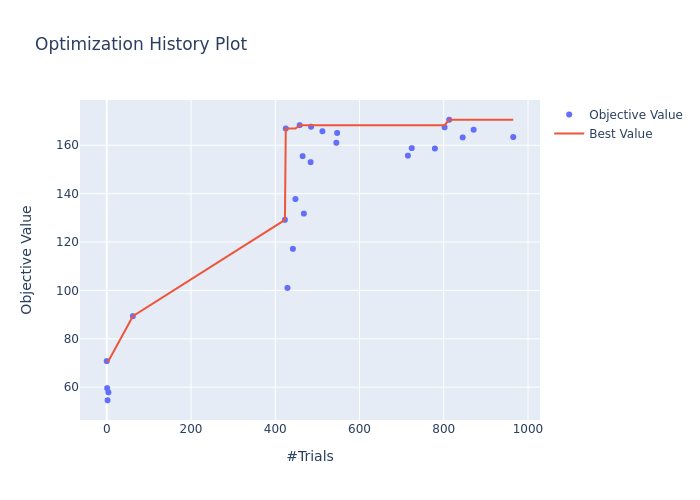 Optimization History Plot
Objective Value
Best Value
160
140
120
100
80
60
Objective Value
0
200
400
600
800
1000
#Trials